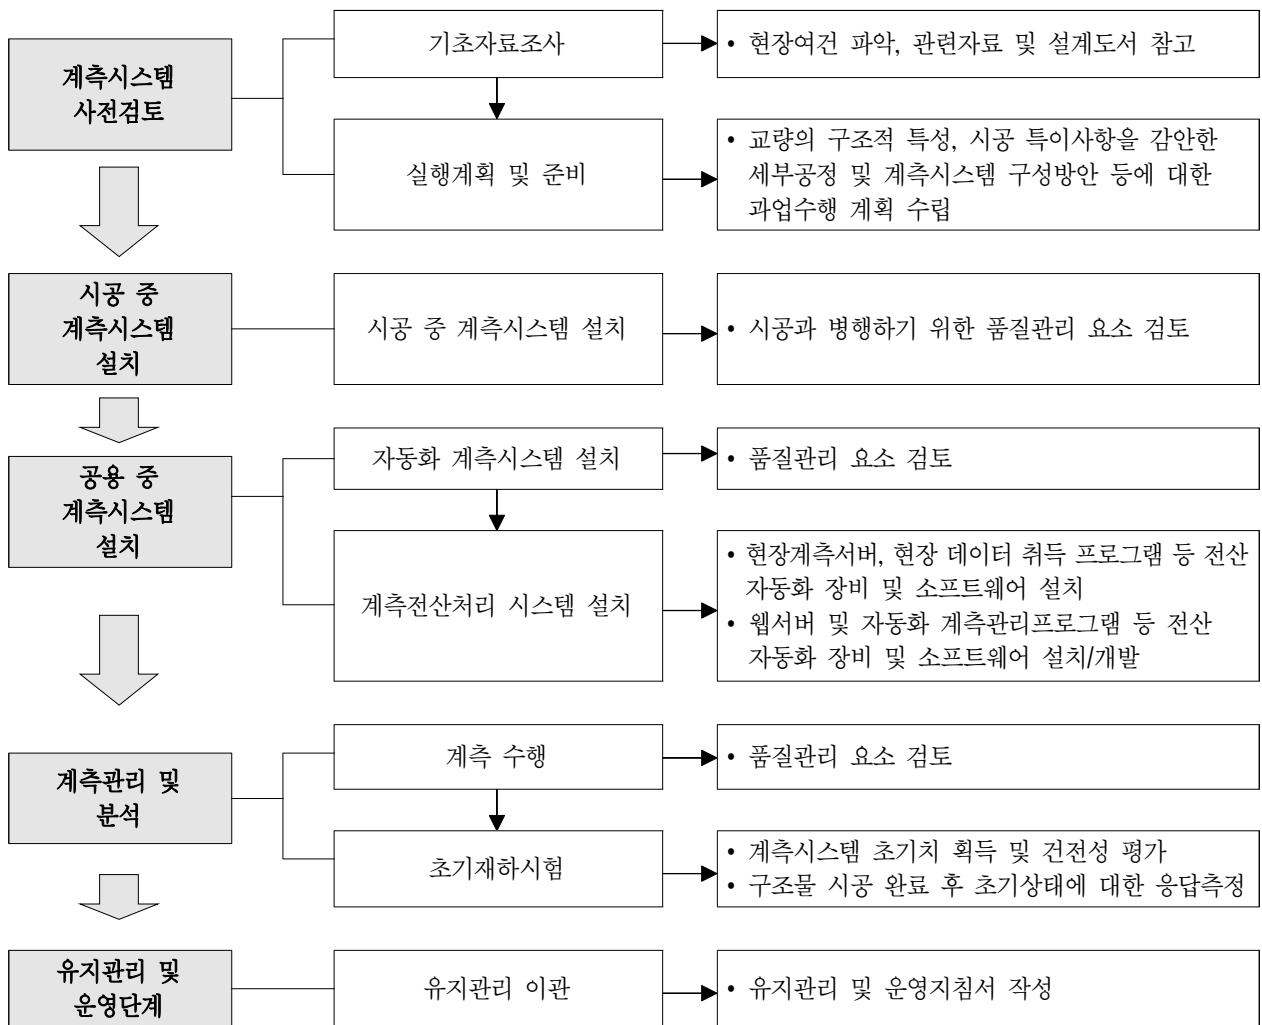 계측시스템
사전검토
기초자료조사
• 현장여건 파악, 관련자료 및 설계도서 참고
실행계획 및 준비
• 교량의 구조적 특성, 시공 특이사항을 감안한
세부공정 및 계측시스템 구성방안 등에 대한
과업수행 계획 수립
시공 중
계측시스템
설치
시공 중 계측시스템 설치
• 시공과 병행하기 위한 품질관리 요소 검토
공용 중
계측시스템
설치
자동화 계측시스템 설치
• 품질관리 요소 검토
계측전산처리 시스템 설치
• 현장계측서버, 현장 데이터 취득 프로그램 등 전산
자동화 장비 및 소프트웨어 설치
• 웹서버 및 자동화 계측관리프로그램 등 전산
자동화 장비 및 소프트웨어 설치/개발
계측관리 및
분석
계측 수행
• 품질관리 요소 검토
초기재하시험
• 계측시스템 초기치 획득 및 건전성 평가
• 구조물 시공 완료 후 초기상태에 대한 응답측정
유지관리 및
운영단계
유지관리 이관
• 유지관리 및 운영지침서 작성